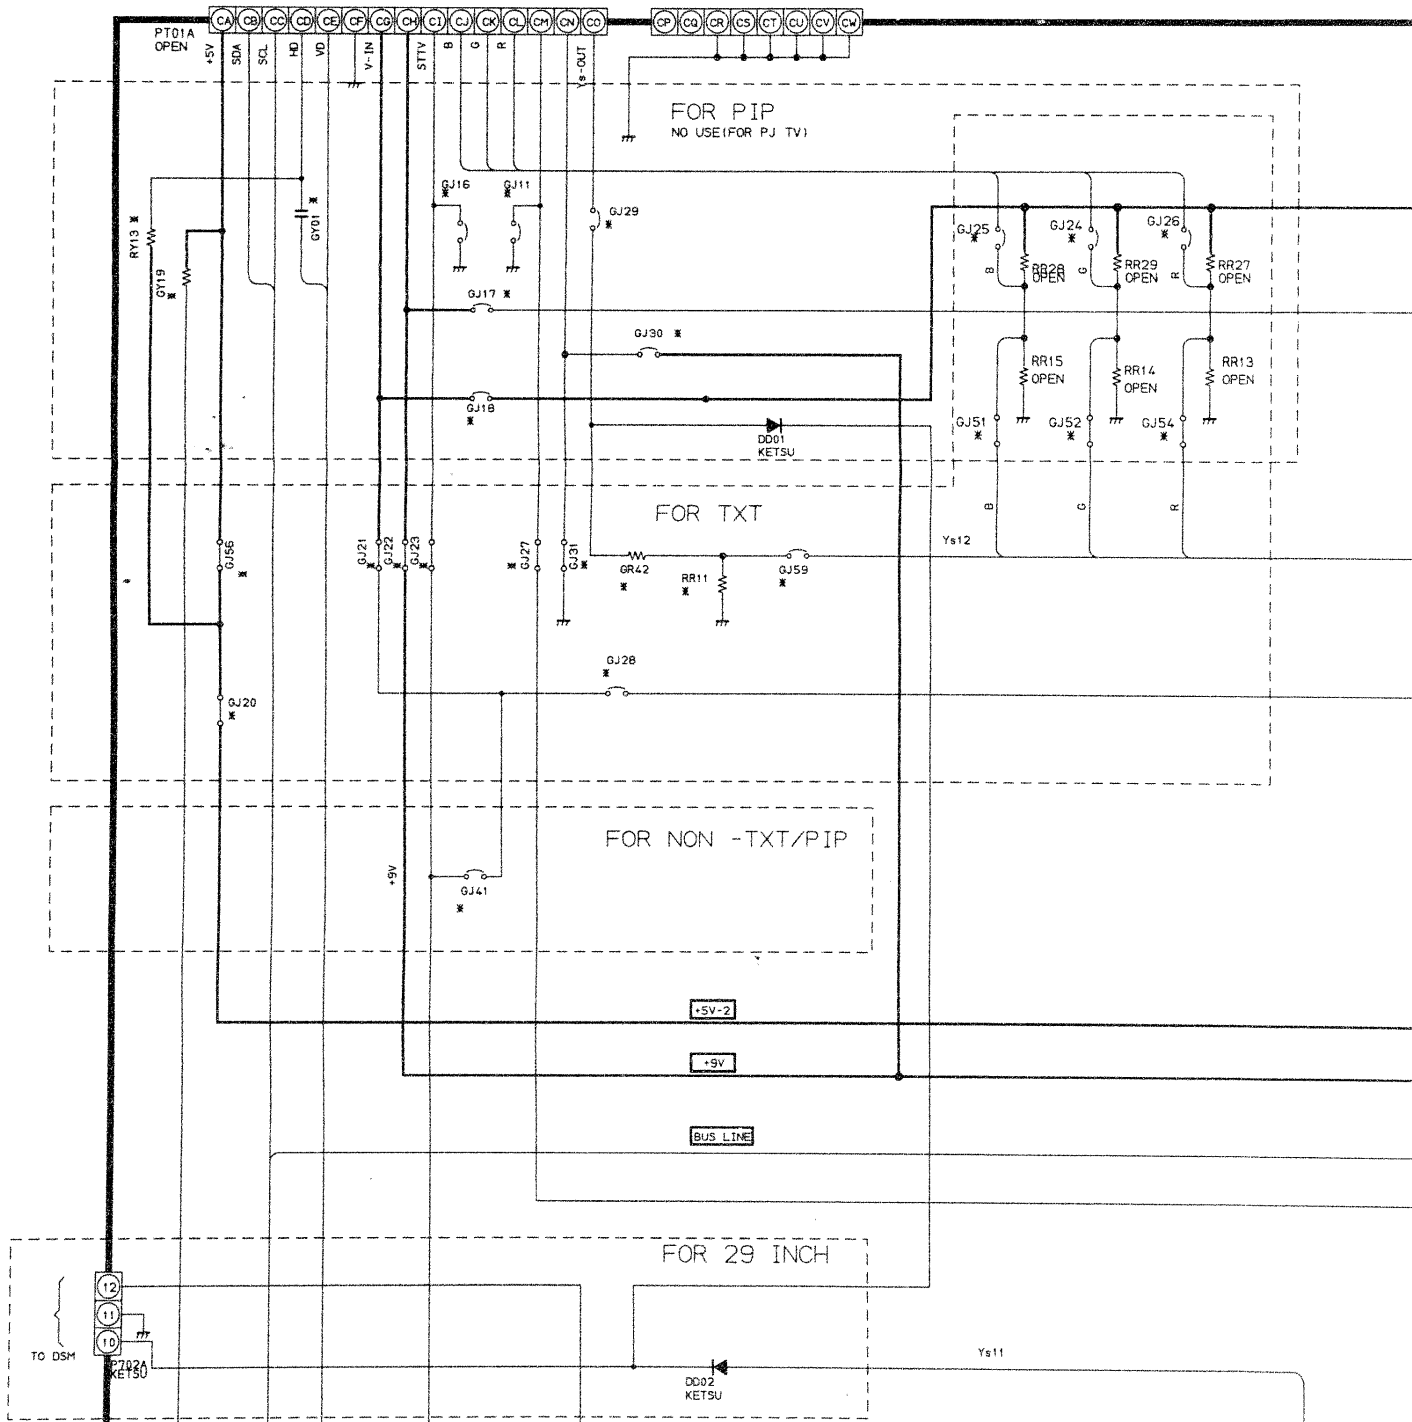 CA CB CC CD CE CF CG CH CI CJ CK CL CM CN CO
CP CQ CR CS CT CU CV CW
PT01A
OPEN
+5V
SDA
SCL
HD
VD
V-IN
STTV
B
G
R
Ys-OUT
FOR PIP
NO USE(FOR PJ TV)
GJ16
※
GJ11
※
GJ29
※
RY13 ※
GY01
※
GY19
※
GJ17 ※
GJ30 ※
GJ18
※
GJ25
※
GJ24
※
GJ26
※
B
G
R
RR28
OPEN
RR29
OPEN
RR27
OPEN
RR15
OPEN
RR14
OPEN
RR13
OPEN
GJ51
※
GJ52
※
GJ54
※
DD01
KETSU
B
G
R
FOR TXT
Ys12
GJ56
※
GJ21
※
GJ22
※
GJ23
※
GJ27
※
GJ31
※
GR42
※
RR11
※
GJ59
※
GJ28
※
GJ20
※
FOR NON -TXT/PIP
+9V
GJ41
※
+5V-2
+9V
BUS LINE
FOR 29 INCH
12
11
10
TO DSM
P702A
KETSU
DD02
KETSU
Ys11